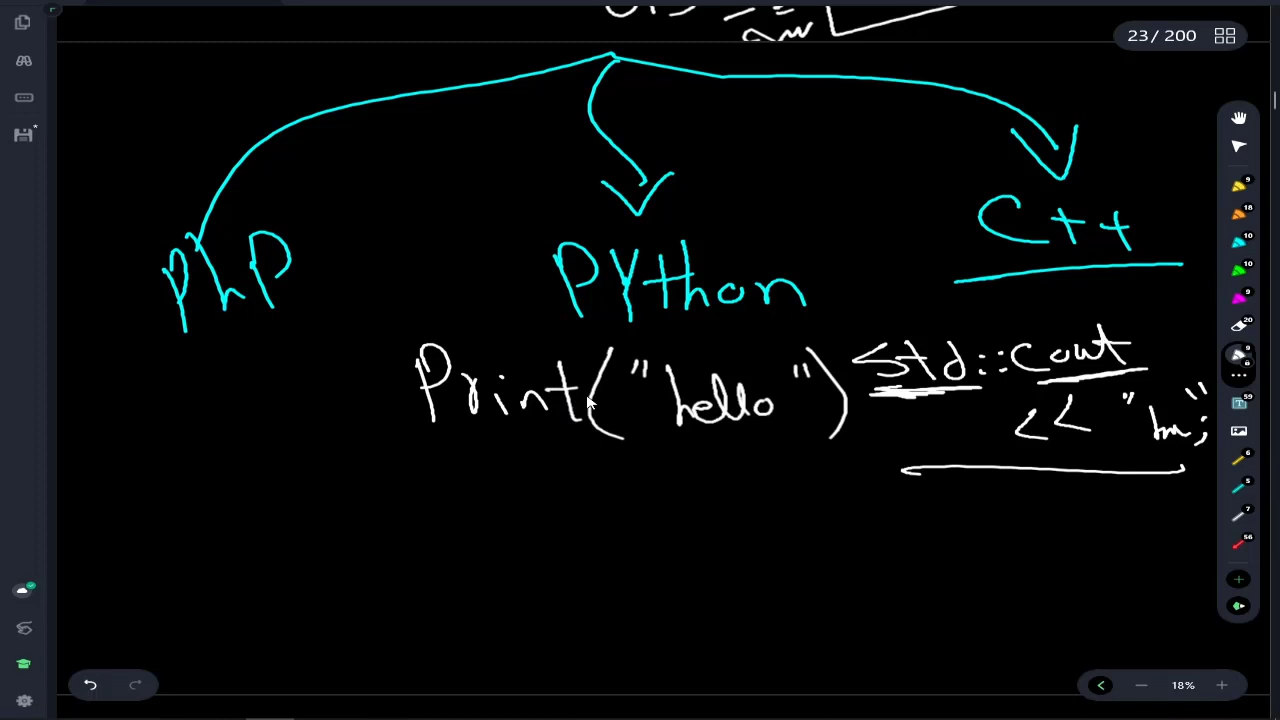 23 / 200
PhP
PYthon
C++
Print("hello")
Std::Cout
<< " ";
18%